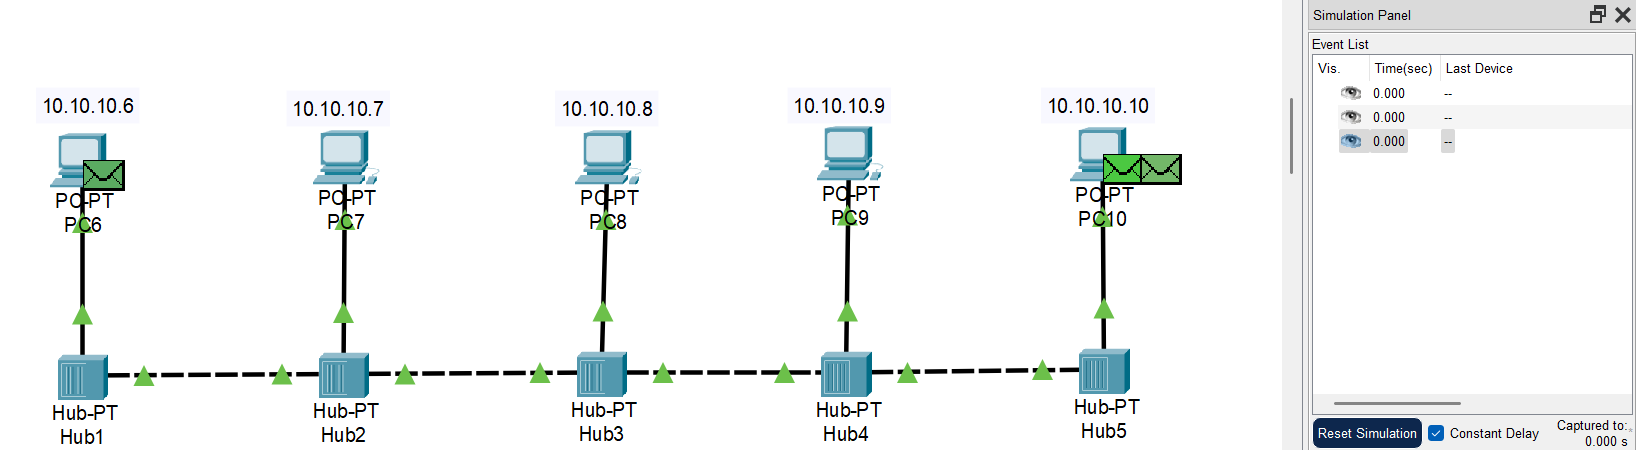 10.10.10.6
10.10.10.7
10.10.10.8
10.10.10.9
10.10.10.10
PC-PT
PC6
PC-PT
PC7
PC-PT
PC8
PC-PT
PC9
PC-PT
PC10
Hub-PT
Hub1
Hub-PT
Hub2
Hub-PT
Hub3
Hub-PT
Hub4
Hub-PT
Hub5
Simulation Panel
Event List
Vis. Time(sec) Last Device
0.000 --
0.000 --
0.000 --
Reset Simulation Constant Delay Captured to:
0.000 s